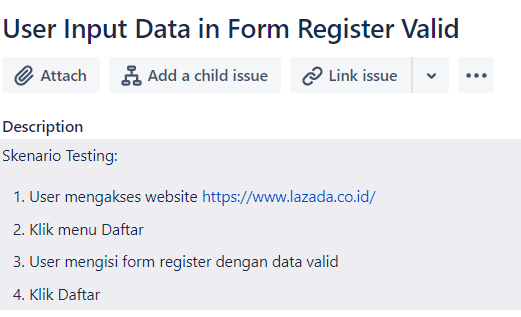 User Input Data in Form Register Valid
Attach Add a child issue Link issue •••
Description
Skenario Testing:
1. User mengakses website https://www.lazada.co.id/
2. Klik menu Daftar
3. User mengisi form register dengan data valid
4. Klik Daftar